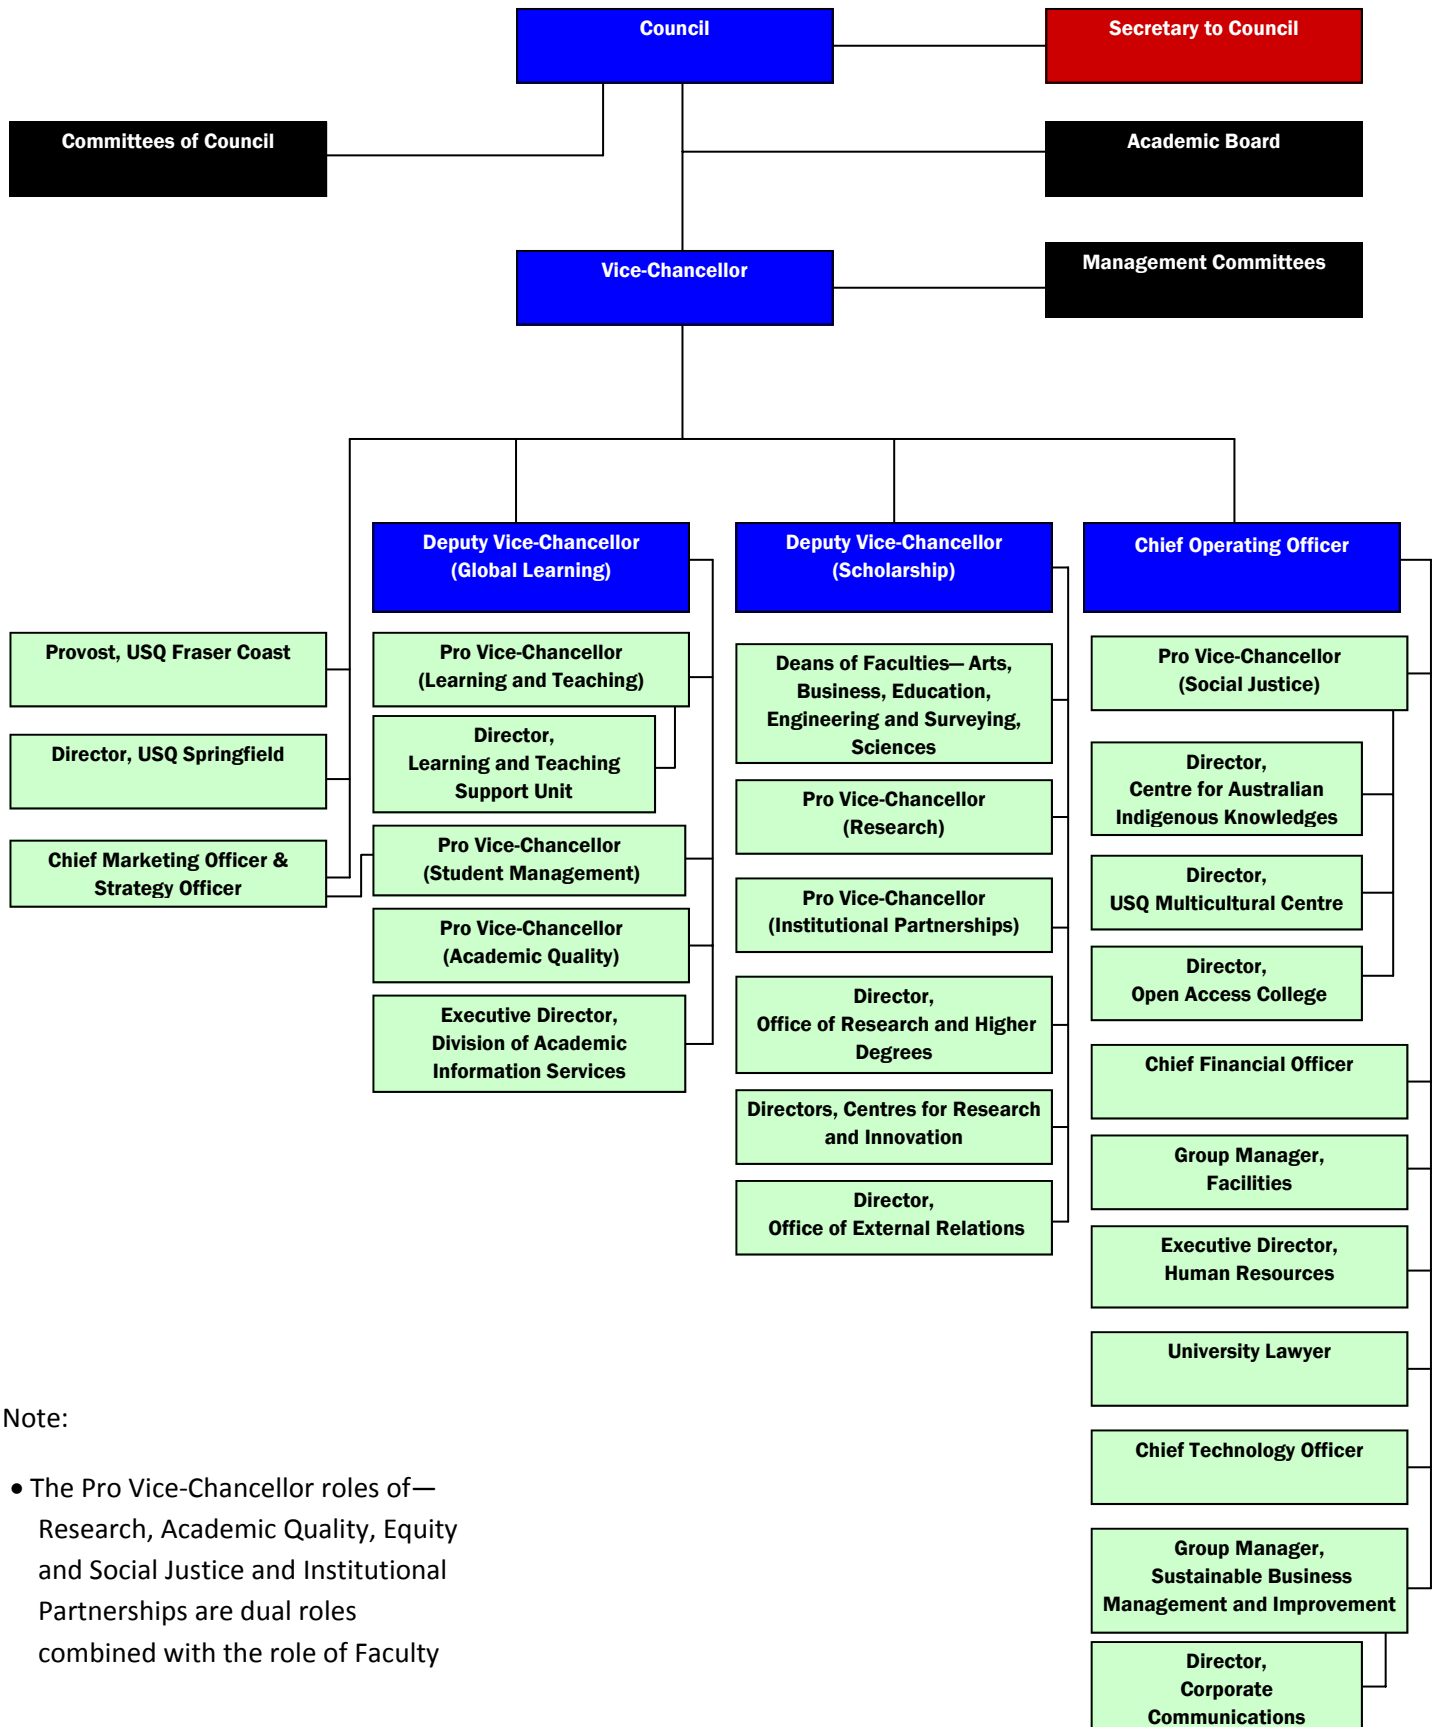 Council
Secretary to Council
Committees of Council
Academic Board
Vice-Chancellor
Management Committees
Deputy Vice-Chancellor
(Global Learning)
Deputy Vice-Chancellor
(Scholarship)
Chief Operating Officer
Provost, USQ Fraser Coast
Director, USQ Springfield
Chief Marketing Officer &
Strategy Officer
Pro Vice-Chancellor
(Learning and Teaching)
Director,
Learning and Teaching
Support Unit
Pro Vice-Chancellor
(Student Management)
Pro Vice-Chancellor
(Academic Quality)
Executive Director,
Division of Academic
Information Services
Deans of Faculties— Arts,
Business, Education,
Engineering and Surveying,
Sciences
Pro Vice-Chancellor
(Research)
Pro Vice-Chancellor
(Institutional Partnerships)
Director,
Office of Research and Higher
Degrees
Directors, Centres for Research
and Innovation
Director,
Office of External Relations
Pro Vice-Chancellor
(Social Justice)
Director,
Centre for Australian
Indigenous Knowledges
Director,
USQ Multicultural Centre
Director,
Open Access College
Chief Financial Officer
Group Manager,
Facilities
Executive Director,
Human Resources
University Lawyer
Chief Technology Officer
Group Manager,
Sustainable Business
Management and Improvement
Director,
Corporate
Communications
Note:
• The Pro Vice-Chancellor roles of—
Research, Academic Quality, Equity
and Social Justice and Institutional
Partnerships are dual roles
combined with the role of Faculty